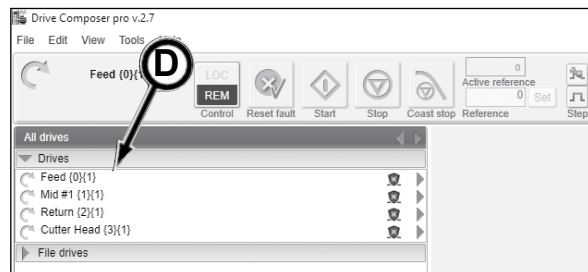 Drive Composer pro v.2.7
File Edit View Tools
Feed {0}{1}
D
LOC
REM
Control Reset fault Start Stop Coast stop
0
Active reference
0 Set
Reference
Step
All drives
Drives
Feed {0}{1}
Mid #1 {1}{1}
Return {2}{1}
Cutter Head {3}{1}
File drives